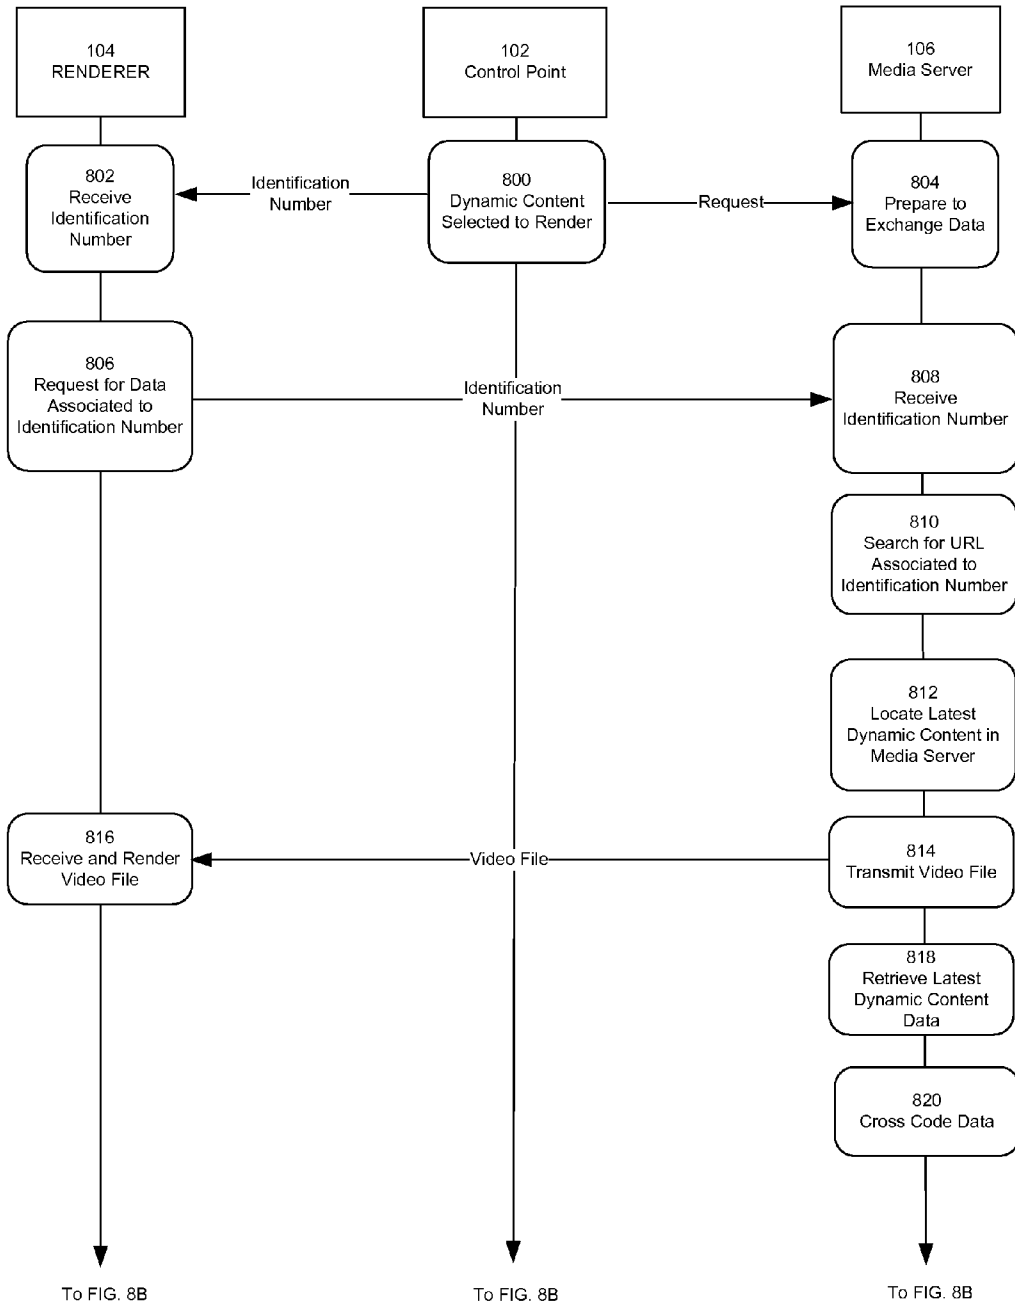 104
RENDERER
102
Control Point
106
Media Server
802
Receive
Identification
Number
Identification
Number
800
Dynamic Content
Selected to Render
Request
804
Prepare to
Exchange Data
806
Request for Data
Associated to
Identification Number
Identification
Number
808
Receive
Identification Number
810
Search for URL
Associated to
Identification Number
812
Locate Latest
Dynamic Content in
Media Server
816
Receive and Render
Video File
Video File
814
Transmit Video File
818
Retrieve Latest
Dynamic Content
Data
820
Cross Code Data
To FIG. 8B
To FIG. 8B
To FIG. 8B